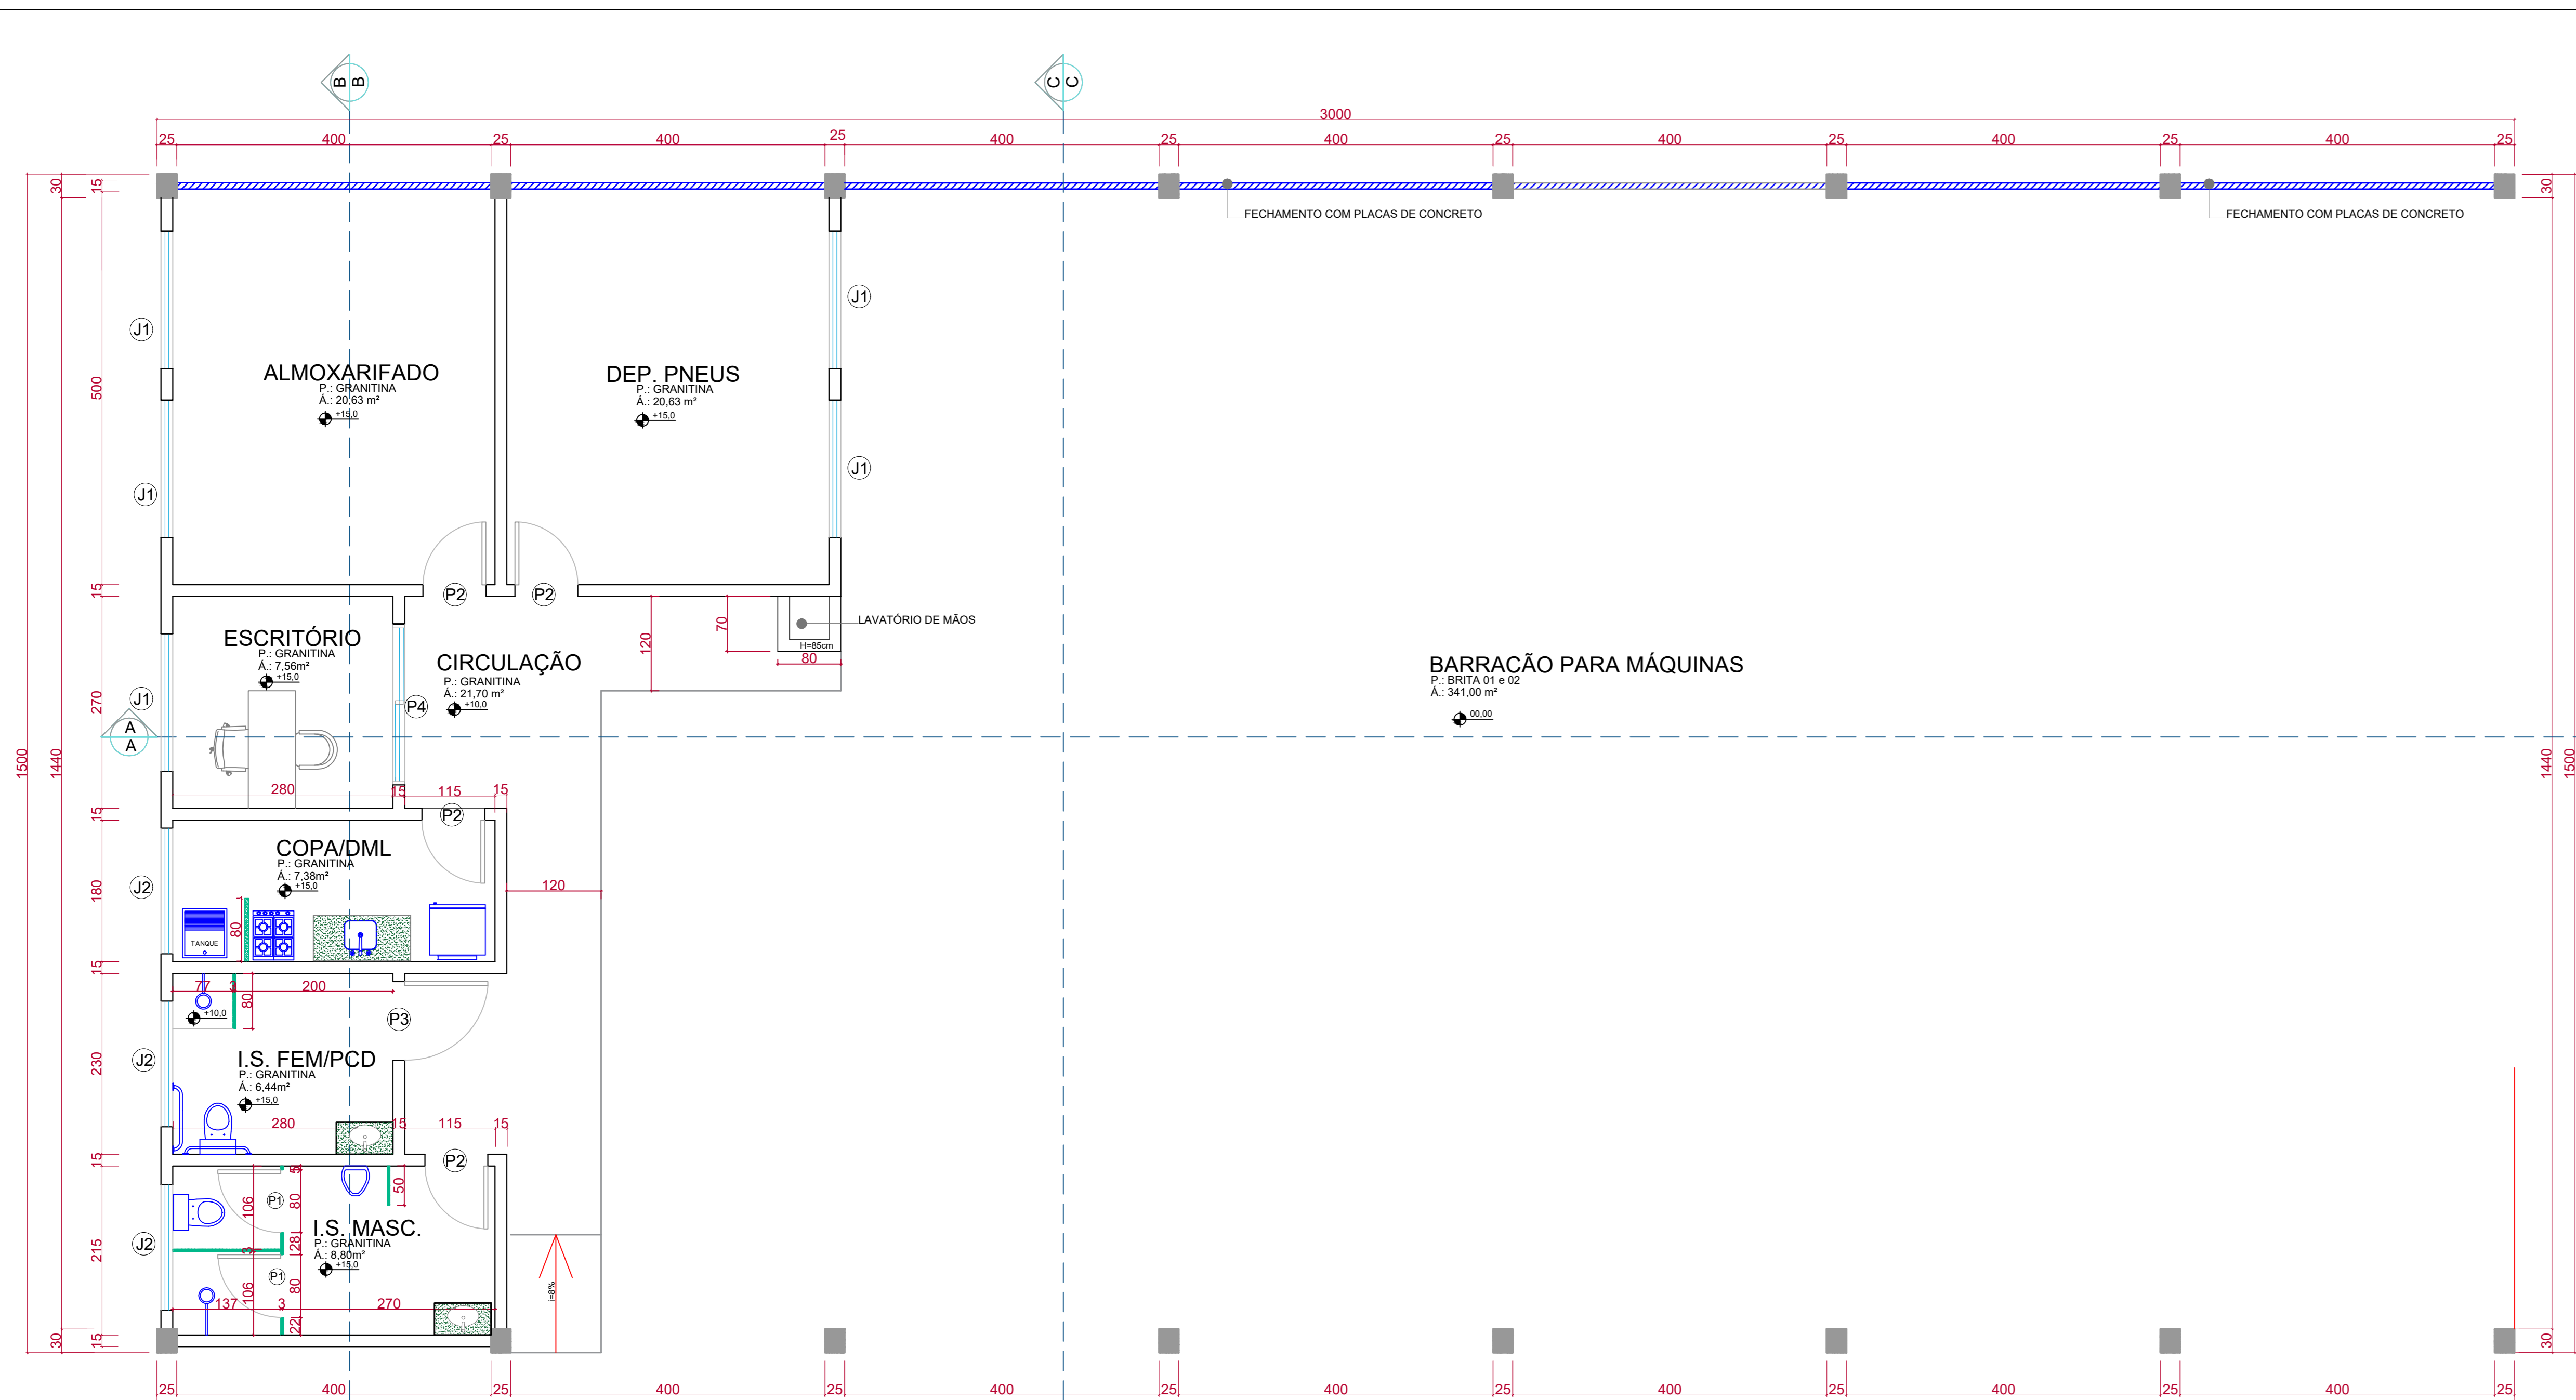 B B
C C
3000
25 400 25 400 25 400 25 400 25 400 25 400 25 400 25
30 15
30
FECHAMENTO COM PLACAS DE CONCRETO
FECHAMENTO COM PLACAS DE CONCRETO
J1
J1
J1
J1
500
ALMOXARIFADO
P.: GRANITINA
Á.: 20,63 m²
+15,0
DEP. PNEUS
P.: GRANITINA
Á.: 20,63 m²
+15,0
15
P2
P2
ESCRITÓRIO
P.: GRANITINA
Á.: 7,56m²
+15,0
CIRCULAÇÃO
P.: GRANITINA
Á.: 21,70 m²
+10,0
120
70
LAVATÓRIO DE MÃOS
H=85cm
80
BARRACÃO PARA MÁQUINAS
P.: BRITA 01 e 02
Á.: 341,00 m²
00,00
J1
270
P4
A
A
1500
1440
1440
1500
280 15 115 15
15
P2
COPA/DML
P.: GRANITINA
Á.: 7,38m²
+15,0
J2
180
120
80
TANQUE
15
77 3 200
80
+10,0
P3
J2
230
I.S. FEM/PCD
P.: GRANITINA
Á.: 6,44m²
+15,0
280 15 115 15
15
P2
5
106
80
50
P1
I.S. MASC.
P.: GRANITINA
Á.: 8,80m²
+15,0
J2
215
3
28
P1
106
80
137 3 270
22
i=8%
30 15
30
25 400 25 400 25 400 25 400 25 400 25 400 25 400 25